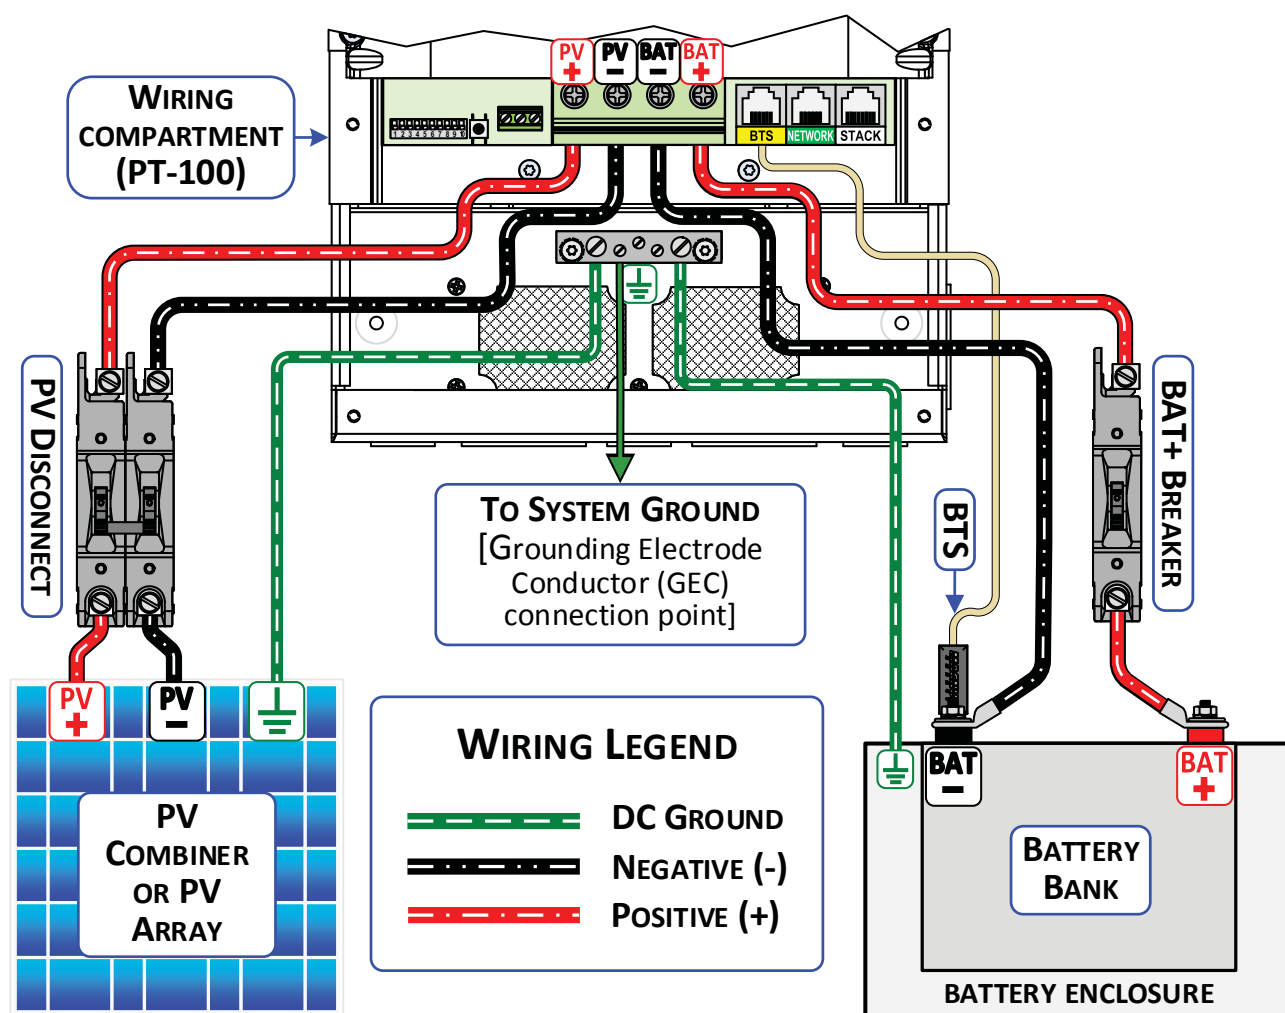 PV
+
PV
−
BAT
−
BAT
+
WIRING
COMPARTMENT
(PT-100)
1 2 3 4 5 6 7 8 9 10
BTS
NETWORK
STACK
PV DISCONNECT
BAT+ BREAKER
TO SYSTEM GROUND
[Grounding Electrode
Conductor (GEC)
connection point]
BTS
PV
+
PV
−
WIRING LEGEND
DC GROUND
NEGATIVE (-)
POSITIVE (+)
BAT
−
BAT
+
PV
COMBINER
OR PV
ARRAY
BATTERY
BANK
BATTERY ENCLOSURE